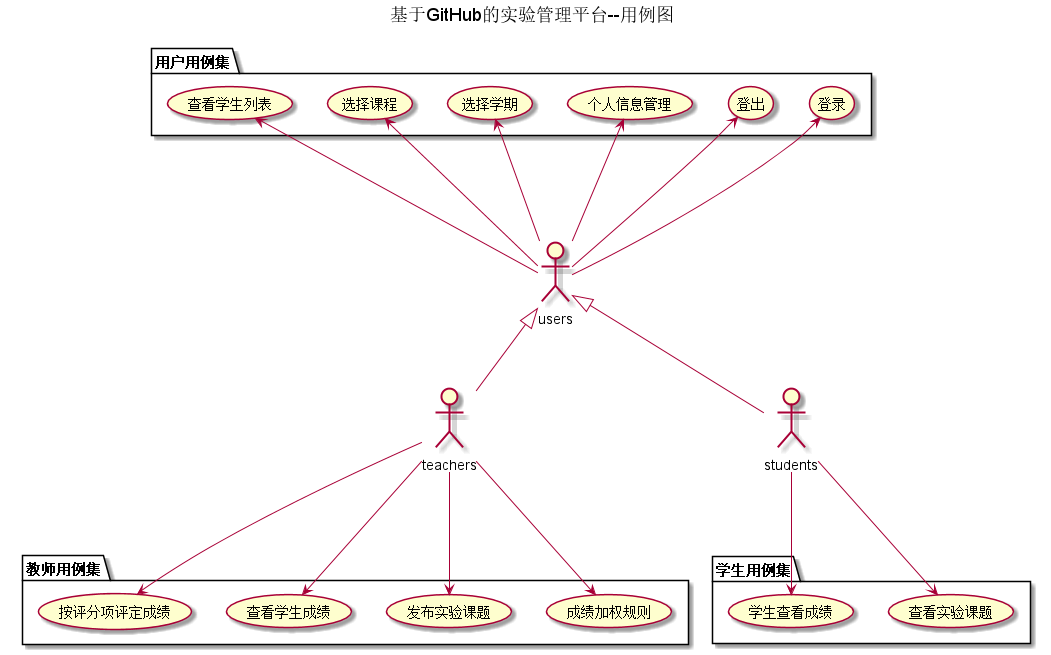 基于GitHub的实验管理平台--用例图
用户用例集
查看学生列表
选择课程
选择学期
个人信息管理
登出
登录
users
teachers
students
教师用例集
按评分项评定成绩
查看学生成绩
发布实验课题
成绩加权规则
学生用例集
学生查看成绩
查看实验课题